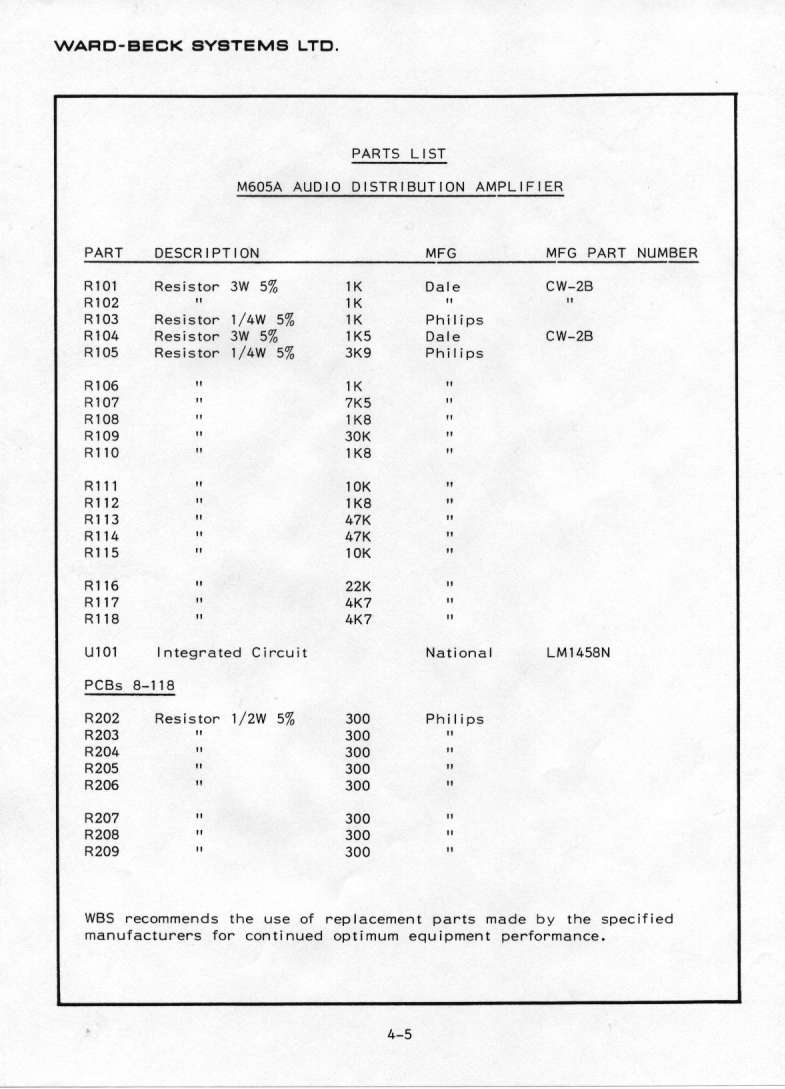 WARD-BECK SYSTEMS LTD.
PARTS LIST
M605A AUDIO DISTRIBUTION AMPLIFIER
PART DESCRIPTION MFG MFG PART NUMBER
R101 Resistor 3W 5% 1K Dale CW-2B
R102 " 1K " "
R103 Resistor 1/4W 5% 1K Philips
R104 Resistor 3W 5% 1K5 Dale CW-2B
R105 Resistor 1/4W 5% 3K9 Philips
R106 " 1K "
R107 " 7K5 "
R108 " 1K8 "
R109 " 30K "
R110 " 1K8 "
R111 " 10K "
R112 " 1K8 "
R113 " 47K "
R114 " 47K "
R115 " 10K "
R116 " 22K "
R117 " 4K7 "
R118 " 4K7 "
U101 Integrated Circuit National LM1458N
PCBs 8-118
R202 Resistor 1/2W 5% 300 Philips
R203 " 300 "
R204 " 300 "
R205 " 300 "
R206 " 300 "
R207 " 300 "
R208 " 300 "
R209 " 300 "
WBS recommends the use of replacement parts made by the specified
manufacturers for continued optimum equipment performance.
4-5